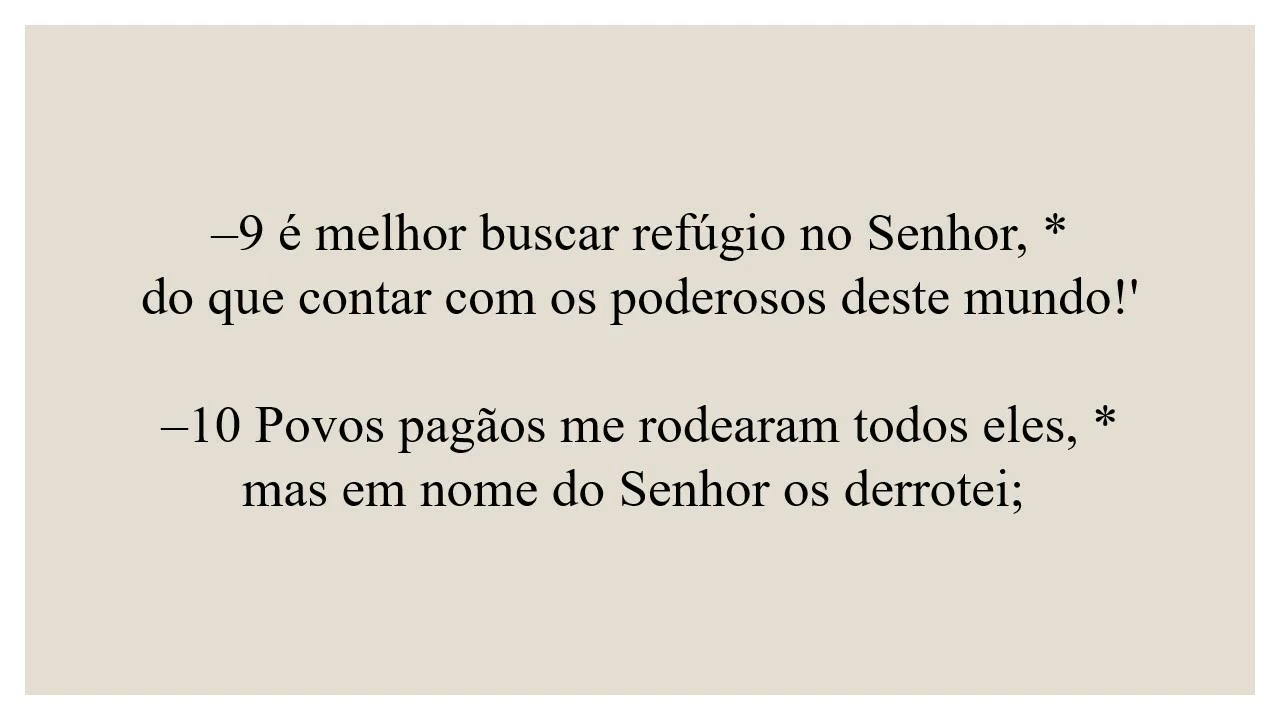 –9 é melhor buscar refúgio no Senhor, *
do que contar com os poderosos deste mundo!'
–10 Povos pagãos me rodearam todos eles, *
mas em nome do Senhor os derrotei;